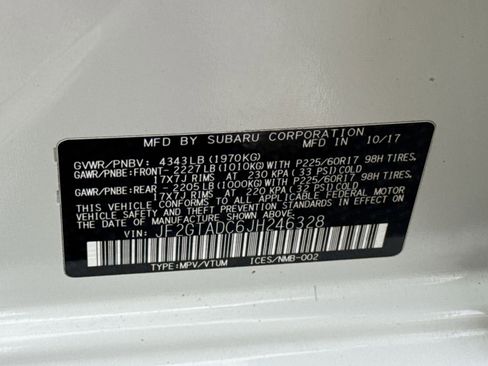 MFD BY SUBARU CORPORATION IN 10/17
GVWR/PNBV: 4343LB (1970KG)
GAWR/PNBE:FRONT- 2227LB (1010KG)WITH P225/60R17 98H TIRES.
17X7J RIMS AT 230 KPA (33 PSI)COLD
GAWR/PNBE:REAR - 2205LB (1000KG)WITH P225/60R17 98H TIRES.
17X7J RIMS AT 220 KPA (32 PSI)COLD
THIS VEHICLE CONFORMS TO ALL APPLICABLE FEDERAL MOTOR VEHICLE
SAFETY, BUMPER, AND THEFT PREVENTION STANDARDS IN EFFECT
ON THE DATE OF MANUFACTURE SHOWN ABOVE.
VIN: JF2GTADC6JH246328
TYPE:MPV/VTUM ICES/NMB-002